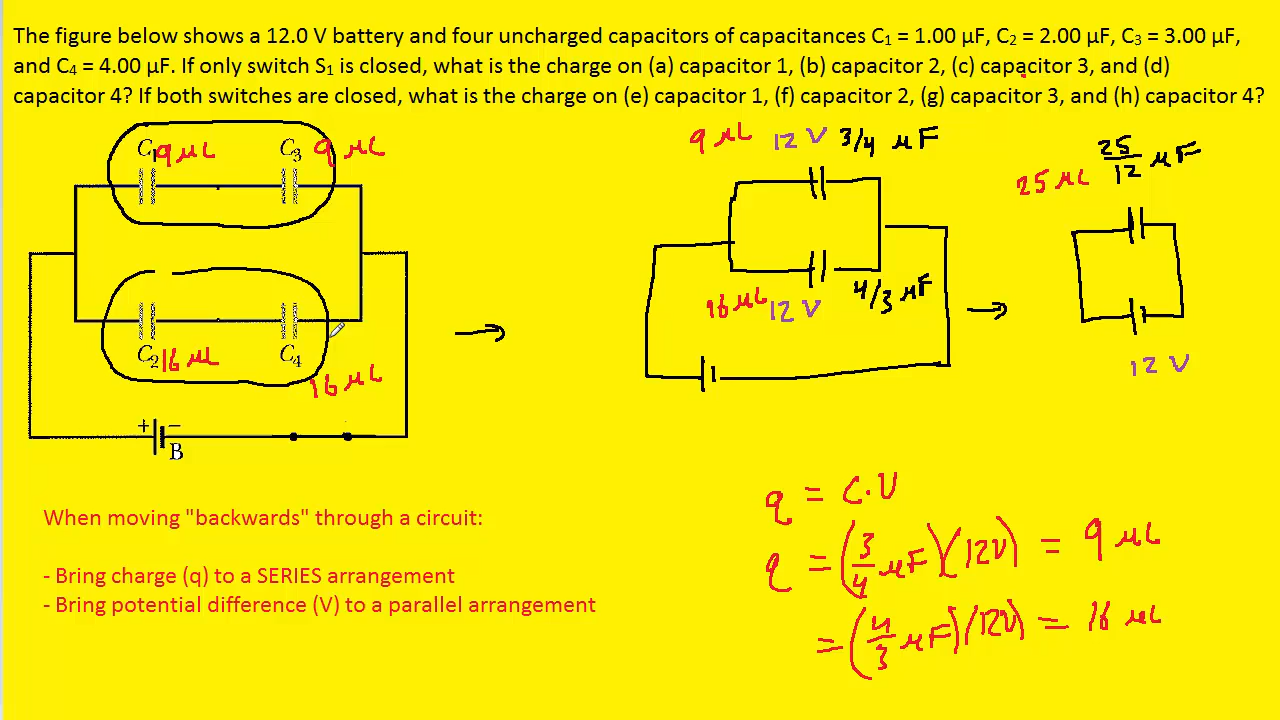 The figure below shows a 12.0 V battery and four uncharged capacitors of capacitances C₁ = 1.00 µF, C₂ = 2.00 µF, C₃ = 3.00 µF,
and C₄ = 4.00 µF. If only switch S₁ is closed, what is the charge on (a) capacitor 1, (b) capacitor 2, (c) capacitor 3, and (d)
capacitor 4? If both switches are closed, what is the charge on (e) capacitor 1, (f) capacitor 2, (g) capacitor 3, and (h) capacitor 4?
C₁ 9 µC C₃ 9 µC
C₂ 16 µC C₄
16 µC
+ −
B
9 µC 12 V 3/4 µF
16 µC 12 V 4/3 µF
25 µC 25/12 µF
12 V
When moving "backwards" through a circuit:
- Bring charge (q) to a SERIES arrangement
- Bring potential difference (V) to a parallel arrangement
q = C·V
q = (3/4 µF)(12V) = 9 µC
= (4/3 µF)(12V) = 16 µC